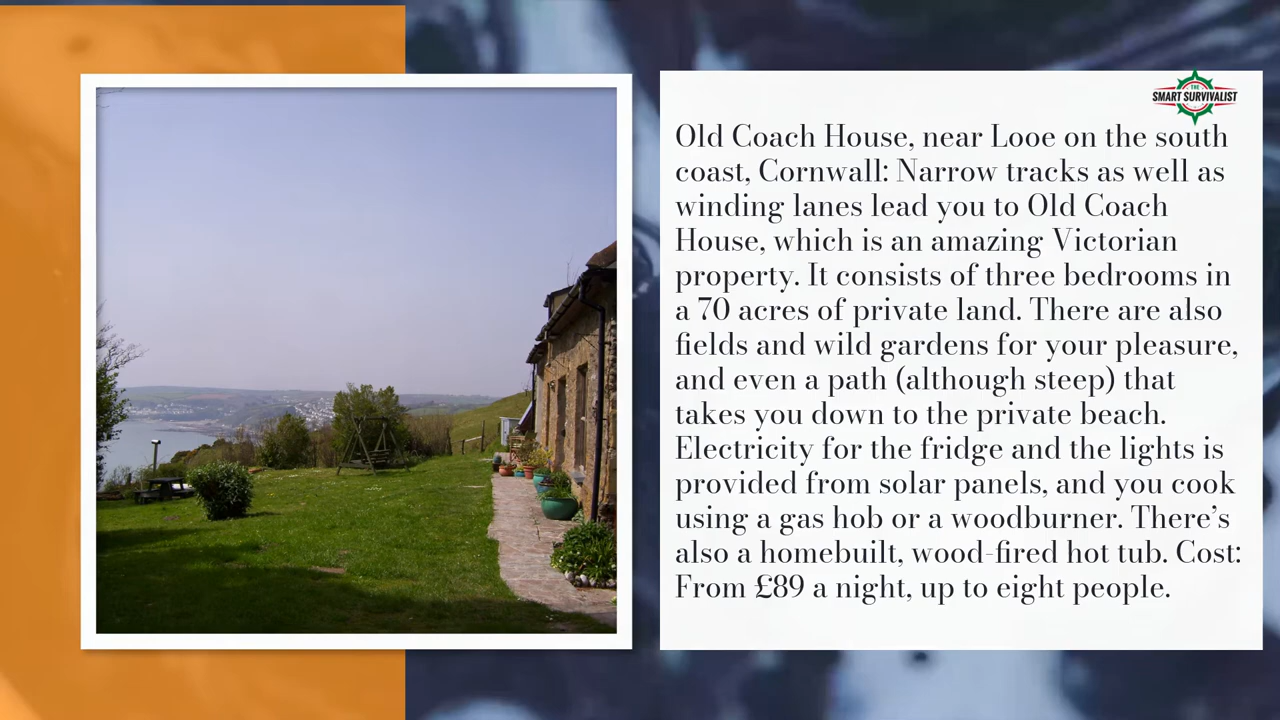 THE
SMART SURVIVALIST
Old Coach House, near Looe on the south
coast, Cornwall: Narrow tracks as well as
winding lanes lead you to Old Coach
House, which is an amazing Victorian
property. It consists of three bedrooms in
a 70 acres of private land. There are also
fields and wild gardens for your pleasure,
and even a path (although steep) that
takes you down to the private beach.
Electricity for the fridge and the lights is
provided from solar panels, and you cook
using a gas hob or a woodburner. There’s
also a homebuilt, wood-fired hot tub. Cost:
From £89 a night, up to eight people.